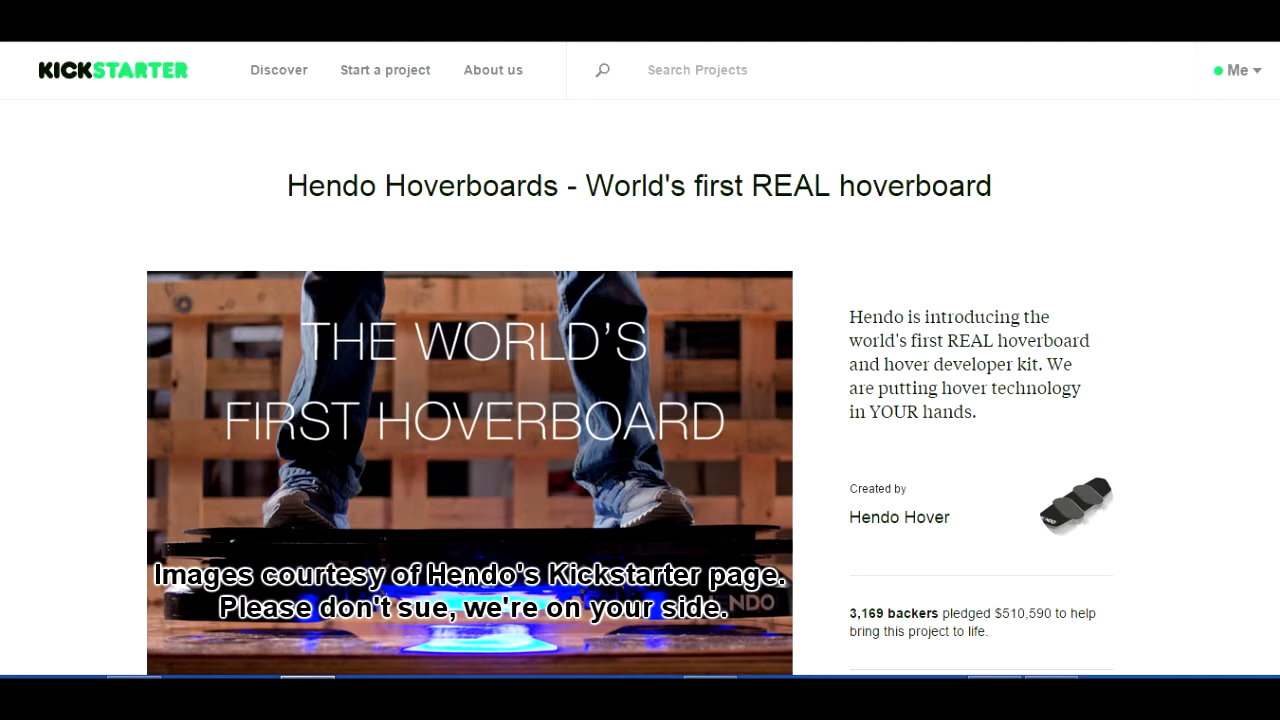 KICKSTARTER
Discover
Start a project
About us
Search Projects
Me
Hendo Hoverboards - World's first REAL hoverboard
THE WORLD'S
FIRST HOVERBOARD
Images courtesy of Hendo's Kickstarter page.
Please don't sue, we're on your side.
NDO
Hendo is introducing the
world's first REAL hoverboard
and hover developer kit. We
are putting hover technology
in YOUR hands.
Created by
Hendo Hover
3,169 backers pledged $510,590 to help
bring this project to life.